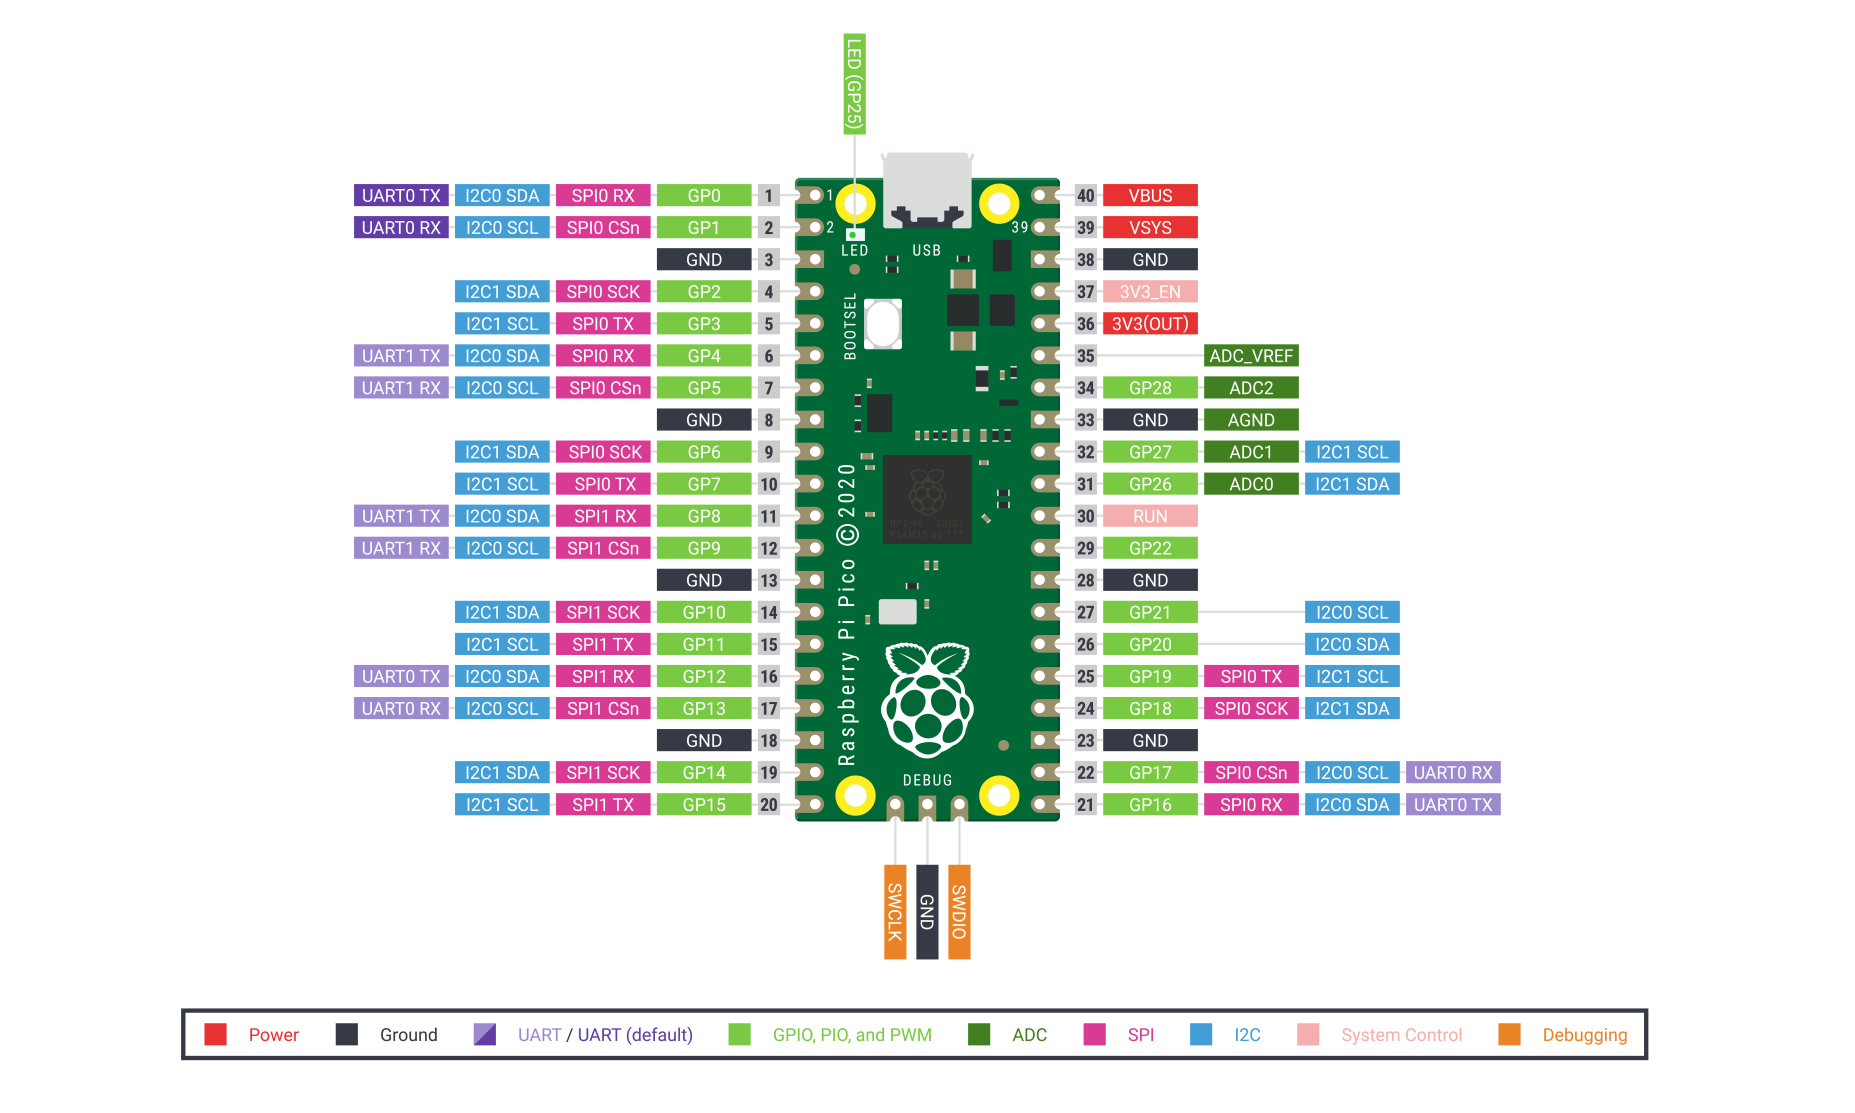 LED (GP25)
UART0 TX I2C0 SDA SPI0 RX GP0 1 1 40 VBUS
UART0 RX I2C0 SCL SPI0 CSn GP1 2 2 39 39 VSYS
LED USB
GND 3 38 GND
I2C1 SDA SPI0 SCK GP2 4 37 3V3_EN
I2C1 SCL SPI0 TX GP3 5 36 3V3(OUT)
BOOTSEL
UART1 TX I2C0 SDA SPI0 RX GP4 6 35 ADC_VREF
UART1 RX I2C0 SCL SPI0 CSn GP5 7 34 GP28 ADC2
GND 8 33 GND AGND
I2C1 SDA SPI0 SCK GP6 9 32 GP27 ADC1 I2C1 SCL
I2C1 SCL SPI0 TX GP7 10 31 GP26 ADC0 I2C1 SDA
UART1 TX I2C0 SDA SPI1 RX GP8 11 30 RUN
UART1 RX I2C0 SCL SPI1 CSn GP9 12 29 GP22
GND 13 28 GND
I2C1 SDA SPI1 SCK GP10 14 27 GP21 I2C0 SCL
I2C1 SCL SPI1 TX GP11 15 26 GP20 I2C0 SDA
Raspberry Pi Pico ©2020
UART0 TX I2C0 SDA SPI1 RX GP12 16 25 GP19 SPI0 TX I2C1 SCL
UART0 RX I2C0 SCL SPI1 CSn GP13 17 24 GP18 SPI0 SCK I2C1 SDA
GND 18 23 GND
I2C1 SDA SPI1 SCK GP14 19 22 GP17 SPI0 CSn I2C0 SCL UART0 RX
DEBUG
I2C1 SCL SPI1 TX GP15 20 21 GP16 SPI0 RX I2C0 SDA UART0 TX
SWCLK GND SWDIO
Power Ground UART / UART (default) GPIO, PIO, and PWM ADC SPI I2C System Control Debugging